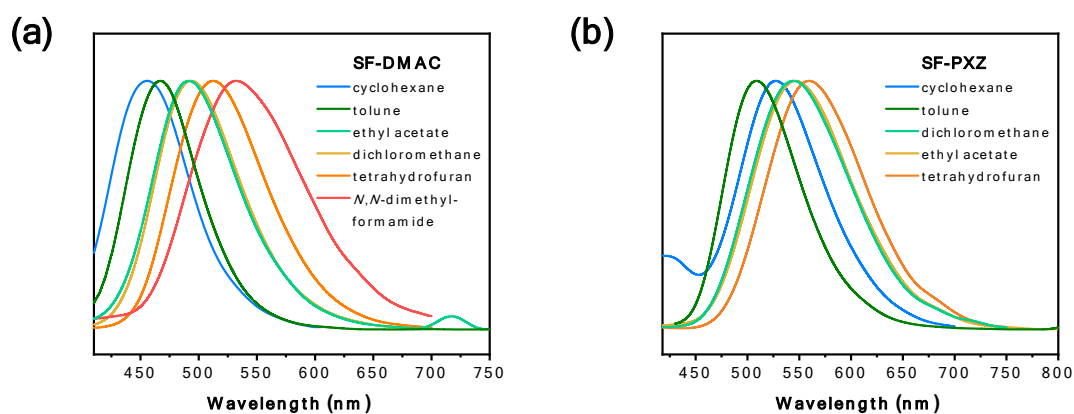 (a)
SF-DMAC
cyclohexane
tolune
ethyl acetate
dichloromethane
tetrahydrofuran
N,N-dimethyl-
formamide
450 500 550 600 650 700 750
Wavelength (nm)
(b)
SF-PXZ
cyclohexane
tolune
dichloromethane
ethyl acetate
tetrahydrofuran
450 500 550 600 650 700 750 800
Wavelength (nm)